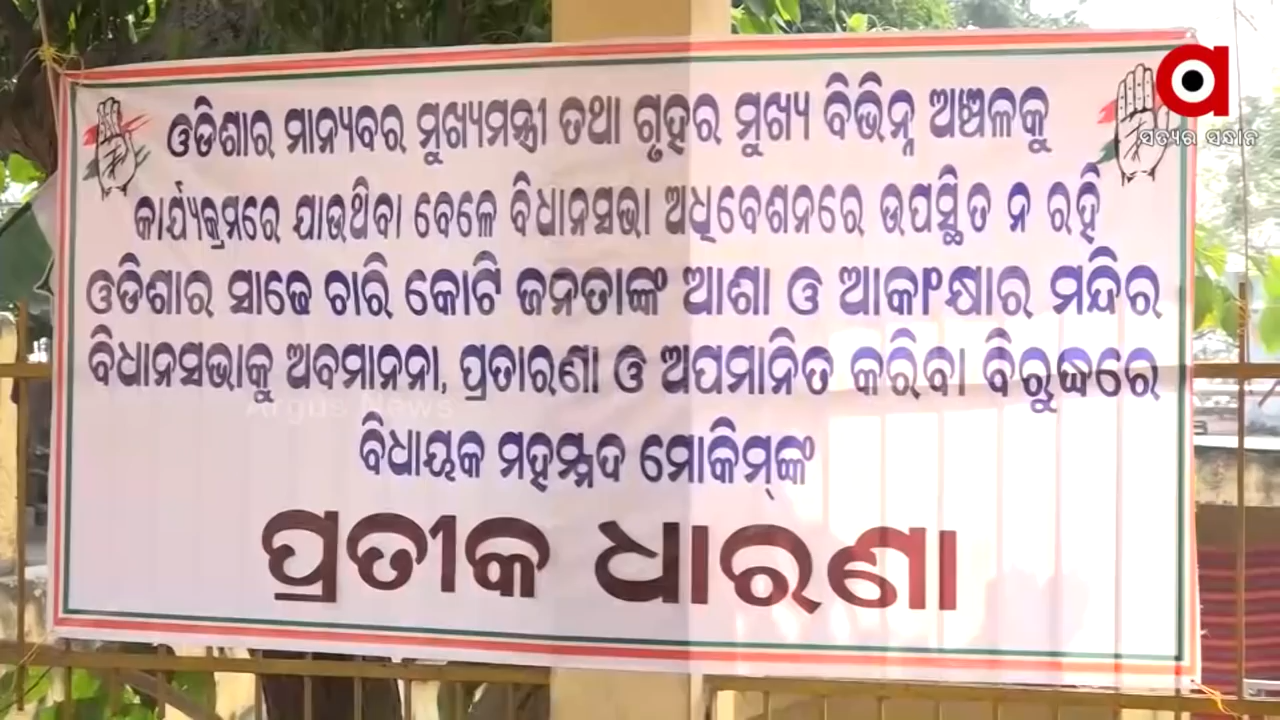 ଓଡିଶାର ମାନ୍ୟବର ମୁଖ୍ୟମନ୍ତ୍ରୀ ତଥା ଗୃହର ମୁଖ୍ୟ ବିଭିନ୍ନ ଅଞ୍ଚଳକୁ
କାର୍ଯ୍ୟକ୍ରମରେ ଯାଉଥିବା ବେଳେ ବିଧାନସଭା ଅଧିବେଶନରେ ଉପସ୍ଥିତ ନ ରହି
ଓଡିଶାର ସାଢେ ଚାରି କୋଟି ଜନତାଙ୍କ ଆଶା ଓ ଆକାଂକ୍ଷାର ମନ୍ଦିର
ବିଧାନସଭାକୁ ଅବମାନନା, ପ୍ରତାରଣା ଓ ଅପମାନିତ କରିବା ବିରୁଦ୍ଧରେ
ବିଧାୟକ ମହମ୍ମଦ ମୋକିମ୍‌ଙ୍କ
ପ୍ରତୀକ ଧାରଣା
ସତ୍ୟର ସନ୍ଧାନ
Argus News